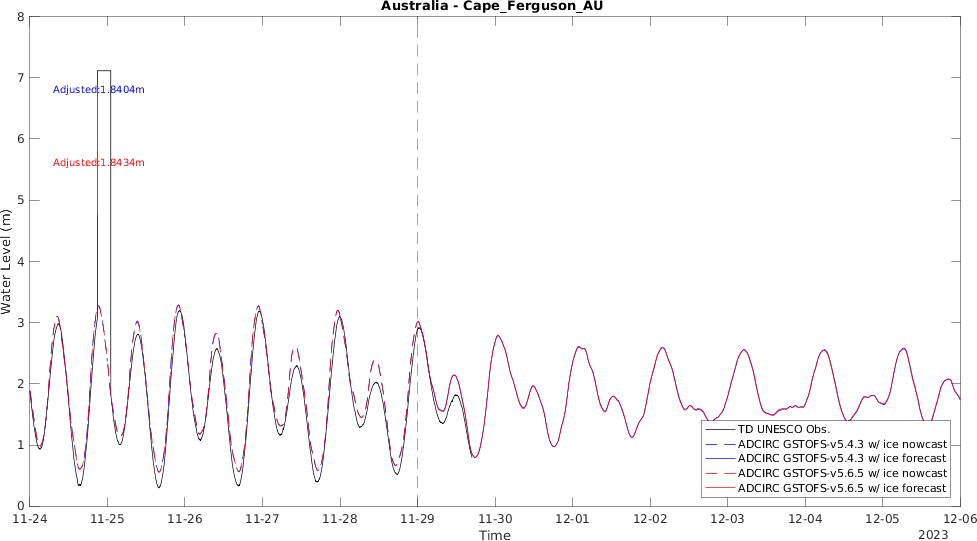 Australia - Cape_Ferguson_AU
8
7
6
5
4
3
2
1
0
Water Level (m)
Adjusted:1.8404m
Adjusted:1.8434m
TD UNESCO Obs.
ADCIRC GSTOFS-v5.4.3 w/ ice nowcast
ADCIRC GSTOFS-v5.4.3 w/ ice forecast
ADCIRC GSTOFS-v5.6.5 w/ ice nowcast
ADCIRC GSTOFS-v5.6.5 w/ ice forecast
11-24 11-25 11-26 11-27 11-28 11-29 11-30 12-01 12-02 12-03 12-04 12-05 12-06
Time
2023